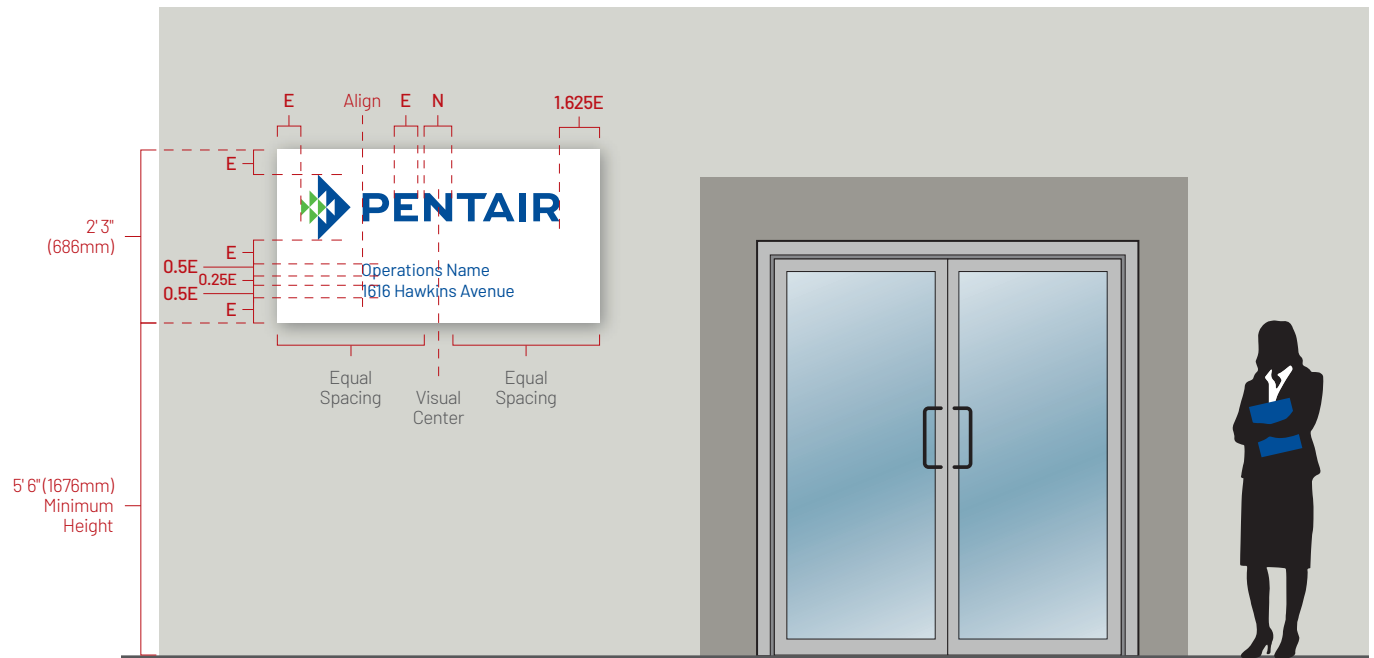 E Align E N 1.625E
E
PENTAIR
2' 3"
(686mm)
E
0.5E
0.25E
0.5E
E
Operations Name
1616 Hawkins Avenue
Equal
Spacing
Visual
Center
Equal
Spacing
5' 6"(1676mm)
Minimum
Height